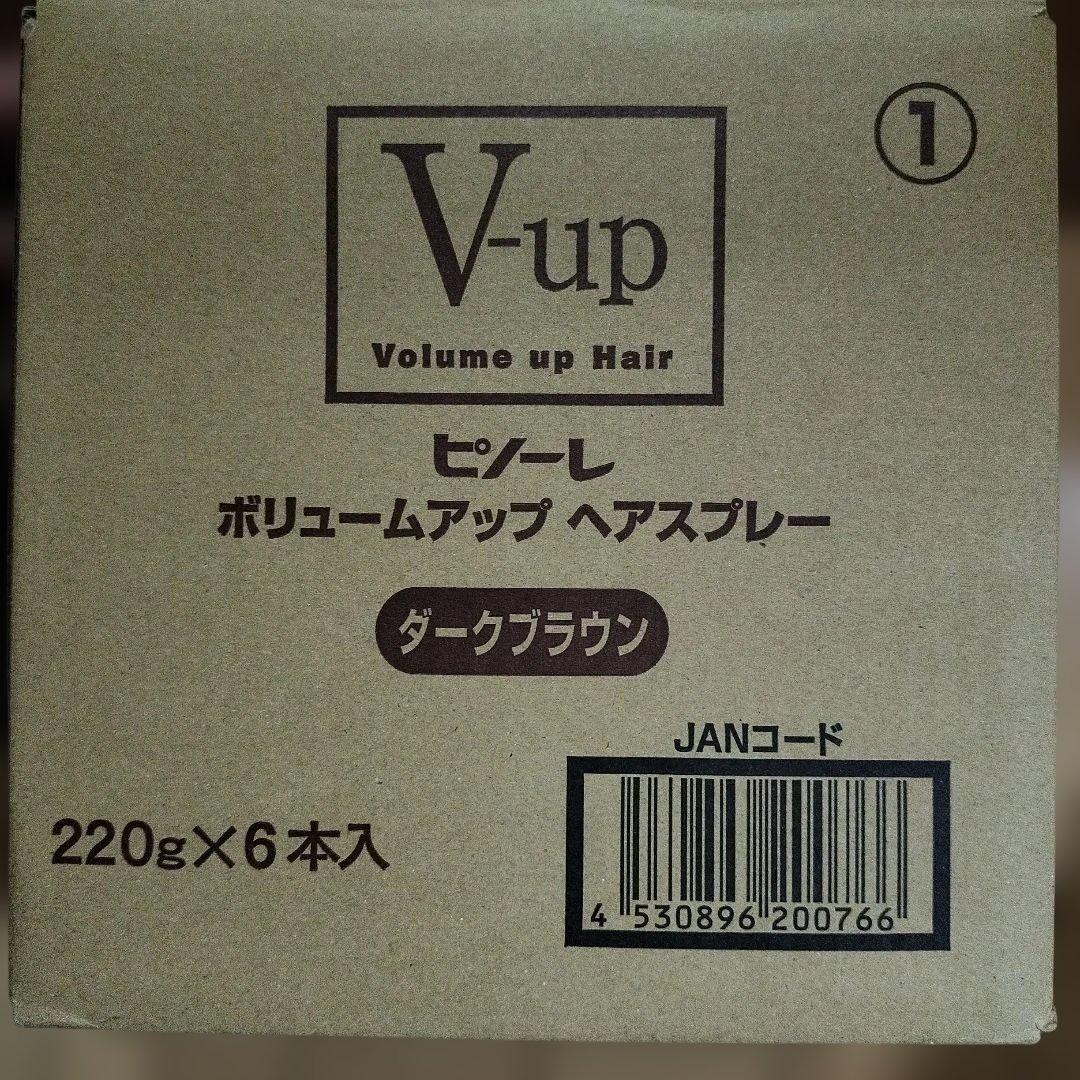 ①
V-up
Volume up Hair
ピノーレ
ボリュームアップ ヘアスプレー
ダークブラウン
JANコード
220g×6本入
4 530896 200766